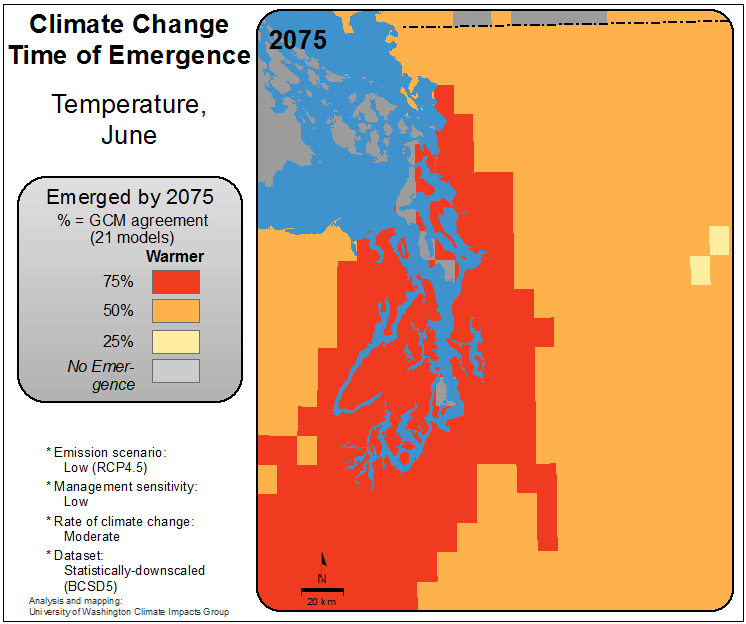 Climate Change
Time of Emergence
Temperature,
June
Emerged by 2075
% = GCM agreement
(21 models)
Warmer
75%
50%
25%
No Emer-
gence
* Emission scenario:
Low (RCP4.5)
* Management sensitivity:
Low
* Rate of climate change:
Moderate
* Dataset:
Statistically-downscaled
(BCSD5)
Analysis and mapping:
University of Washington Climate Impacts Group
2075
N
20 km